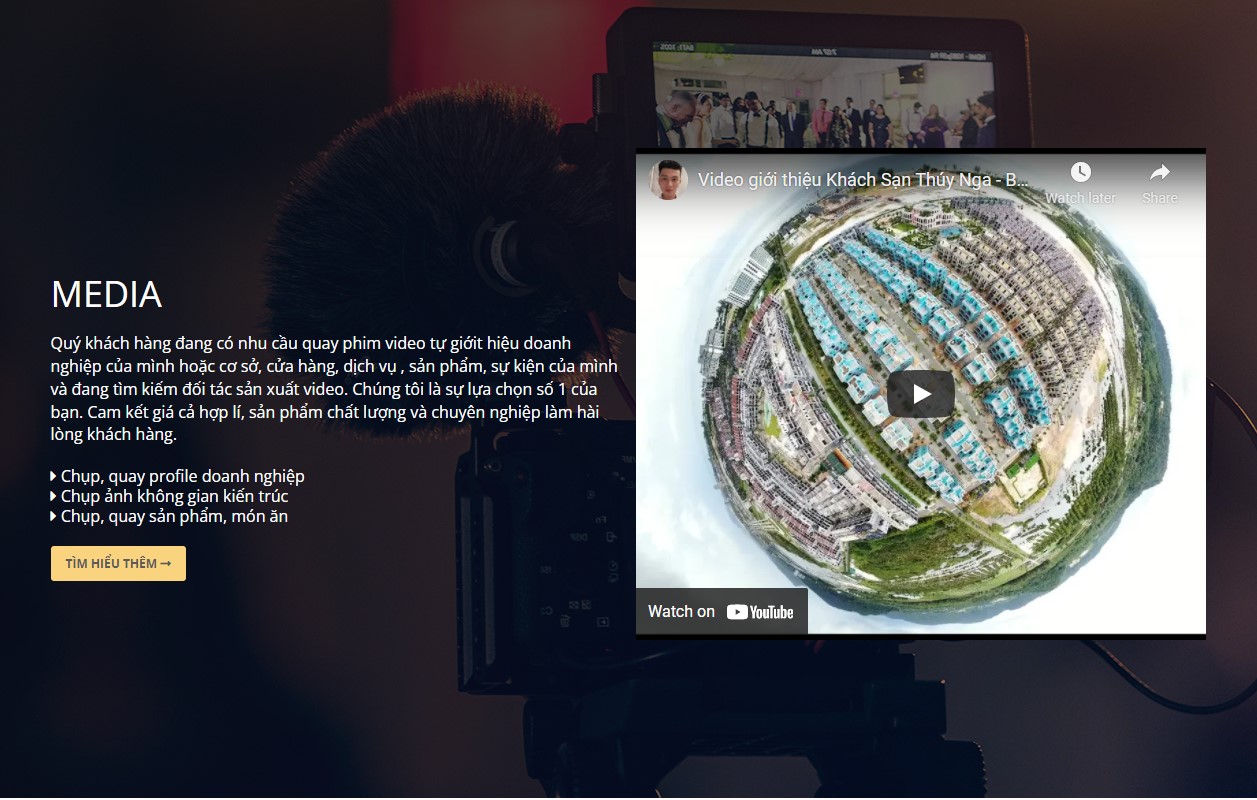 MEDIA
Quý khách hàng đang có nhu cầu quay phim video tự giớit hiệu doanh
nghiệp của mình hoặc cơ sở, cửa hàng, dịch vụ , sản phẩm, sự kiện của mình
và đang tìm kiếm đối tác sản xuất video. Chúng tôi là sự lựa chọn số 1 của
bạn. Cam kết giá cả hợp lí, sản phẩm chất lượng và chuyên nghiệp làm hài
lòng khách hàng.
Chụp, quay profile doanh nghiệp
Chụp ảnh không gian kiến trúc
Chụp, quay sản phẩm, món ăn
TÌM HIỂU THÊM →
Video giới thiệu Khách Sạn Thúy Nga - B...
Watch later
Share
Watch on YouTube